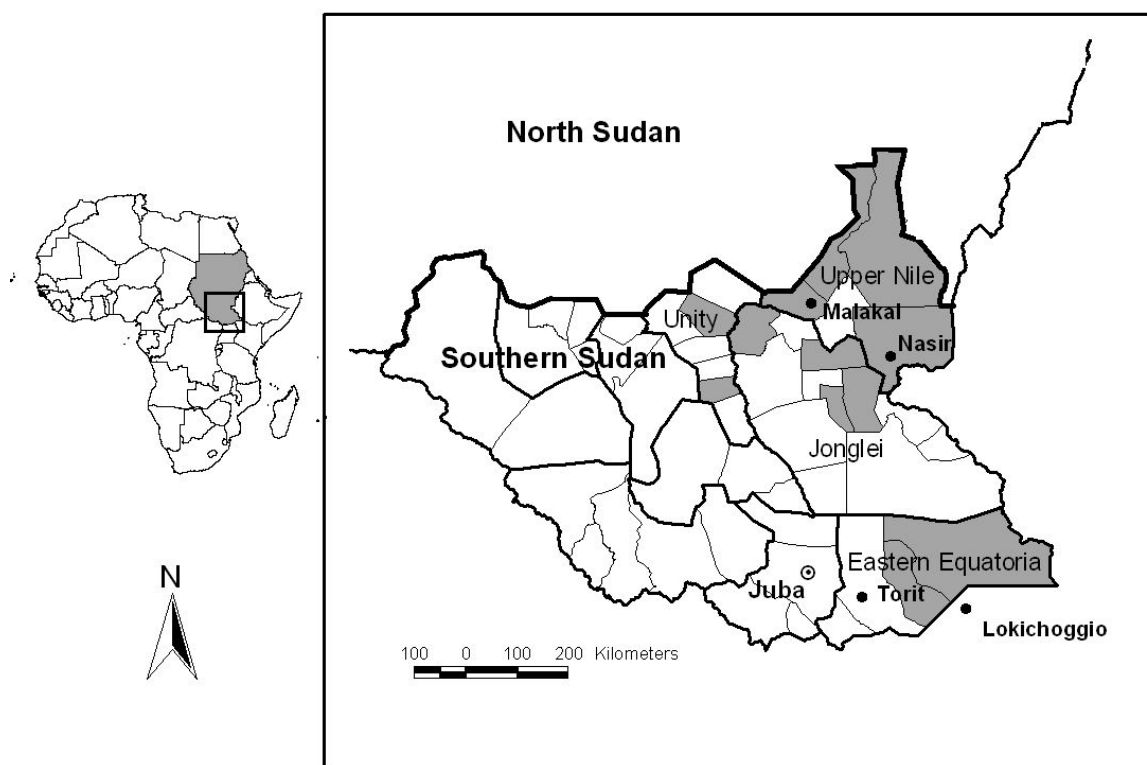 North Sudan
Upper Nile
Malakal
Unity
Nasir
Southern Sudan
Jonglei
Eastern Equatoria
Juba
Torit
Lokichoggio
N
100 0 100 200 Kilometers